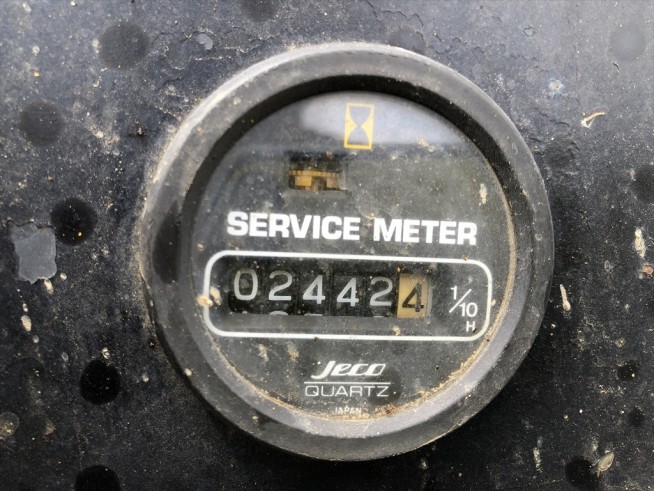 SERVICE METER
024424 1/10
H
Jeco
QUARTZ
JAPAN